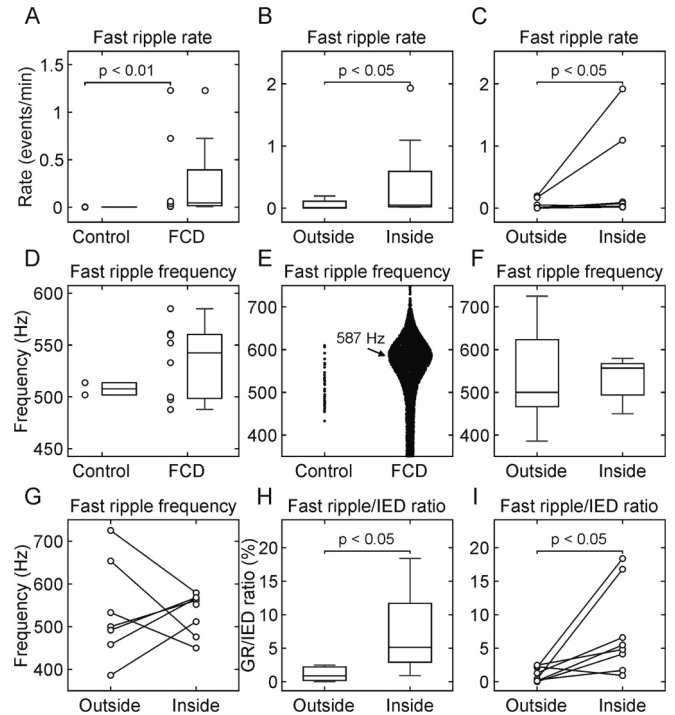 A
Fast ripple rate
Rate (events/min)
1.5
1
0.5
0
p < 0.01
Control
FCD
B
Fast ripple rate
2
1
0
p < 0.05
Outside
Inside
C
Fast ripple rate
2
1
0
p < 0.05
Outside
Inside
D
Fast ripple frequency
Frequency (Hz)
600
550
500
450
Control
FCD
E
Fast ripple frequency
700
600
500
400
587 Hz
Control
FCD
F
Fast ripple frequency
700
600
500
400
Outside
Inside
G
Fast ripple frequency
Frequency (Hz)
700
600
500
400
Outside
Inside
H
Fast ripple/IED ratio
GR/IED ratio (%)
20
15
10
5
0
p < 0.05
Outside
Inside
I
Fast ripple/IED ratio
20
15
10
5
0
p < 0.05
Outside
Inside